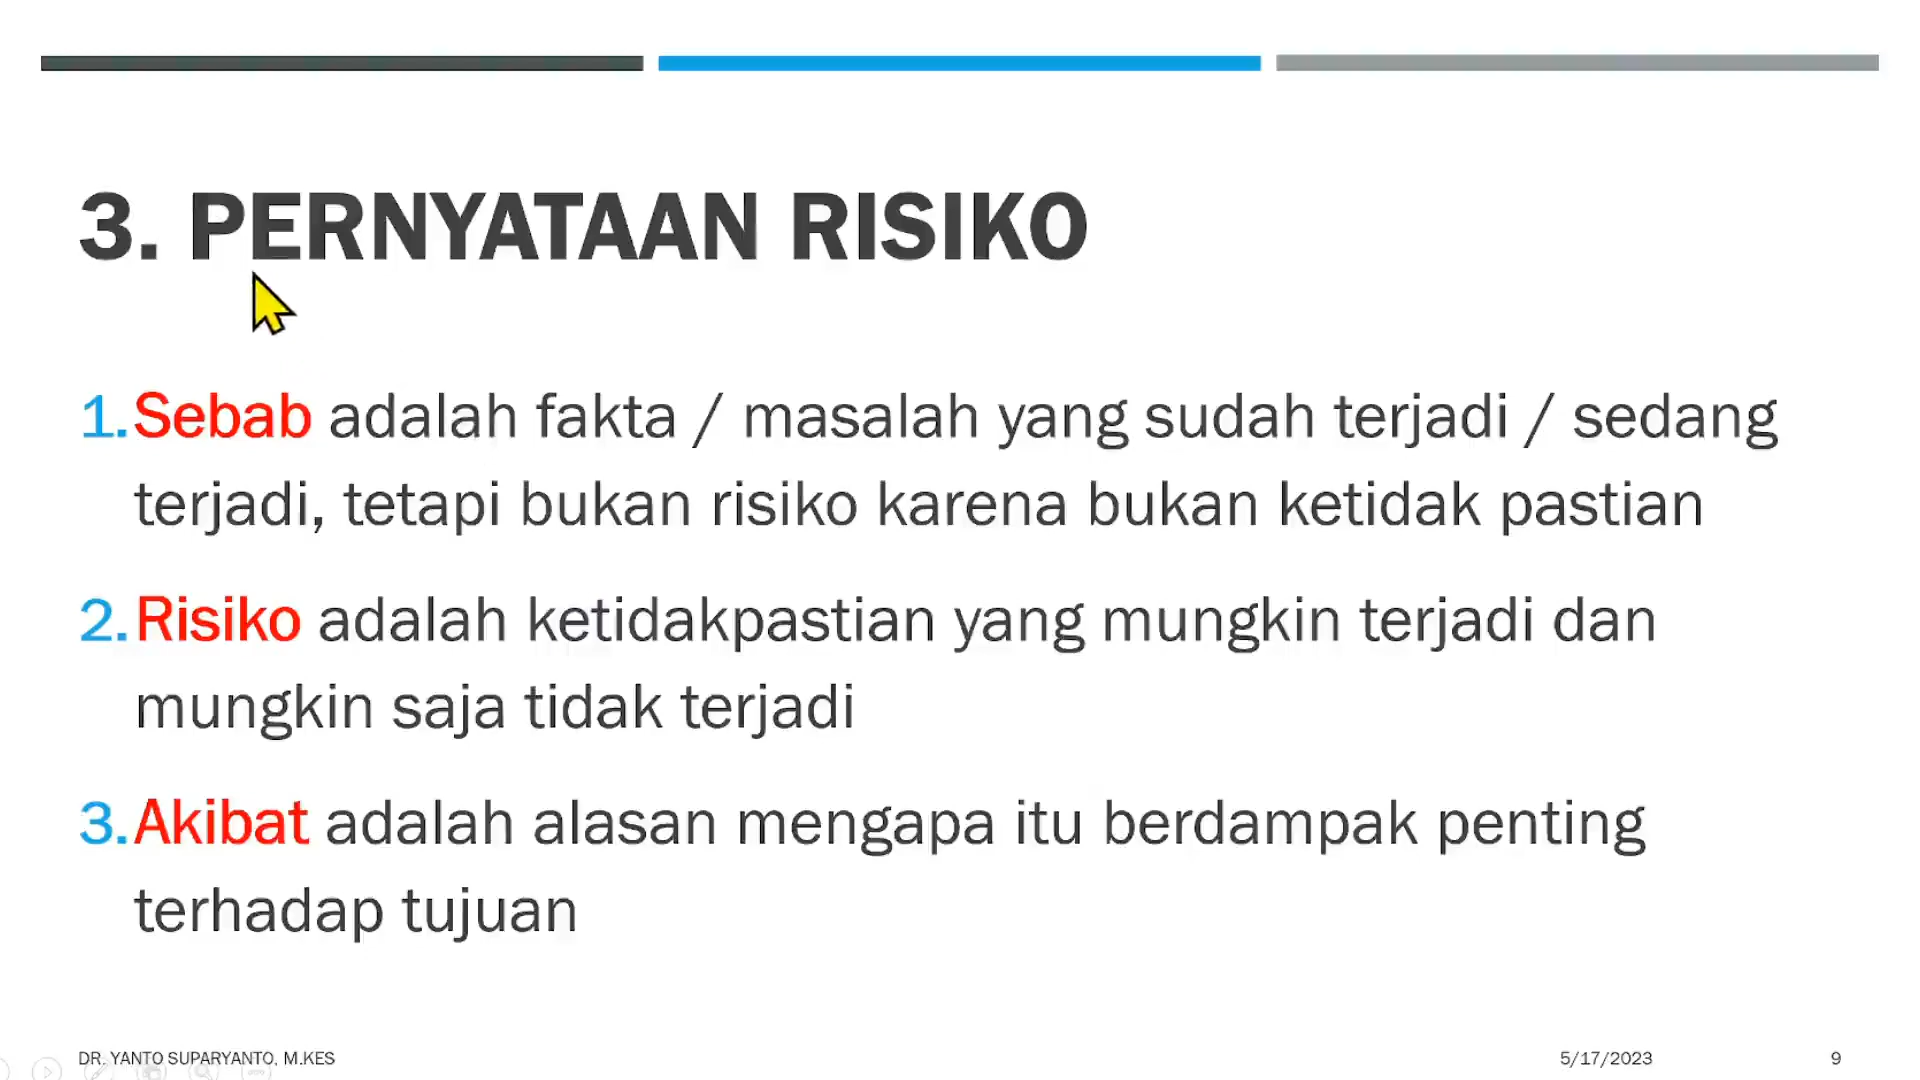 3. PERNYATAAN RISIKO
1. Sebab adalah fakta / masalah yang sudah terjadi / sedang
terjadi, tetapi bukan risiko karena bukan ketidak pastian
2. Risiko adalah ketidakpastian yang mungkin terjadi dan
mungkin saja tidak terjadi
3. Akibat adalah alasan mengapa itu berdampak penting
terhadap tujuan
DR. YANTO SUPARYANTO, M.KES
5/17/2023
9